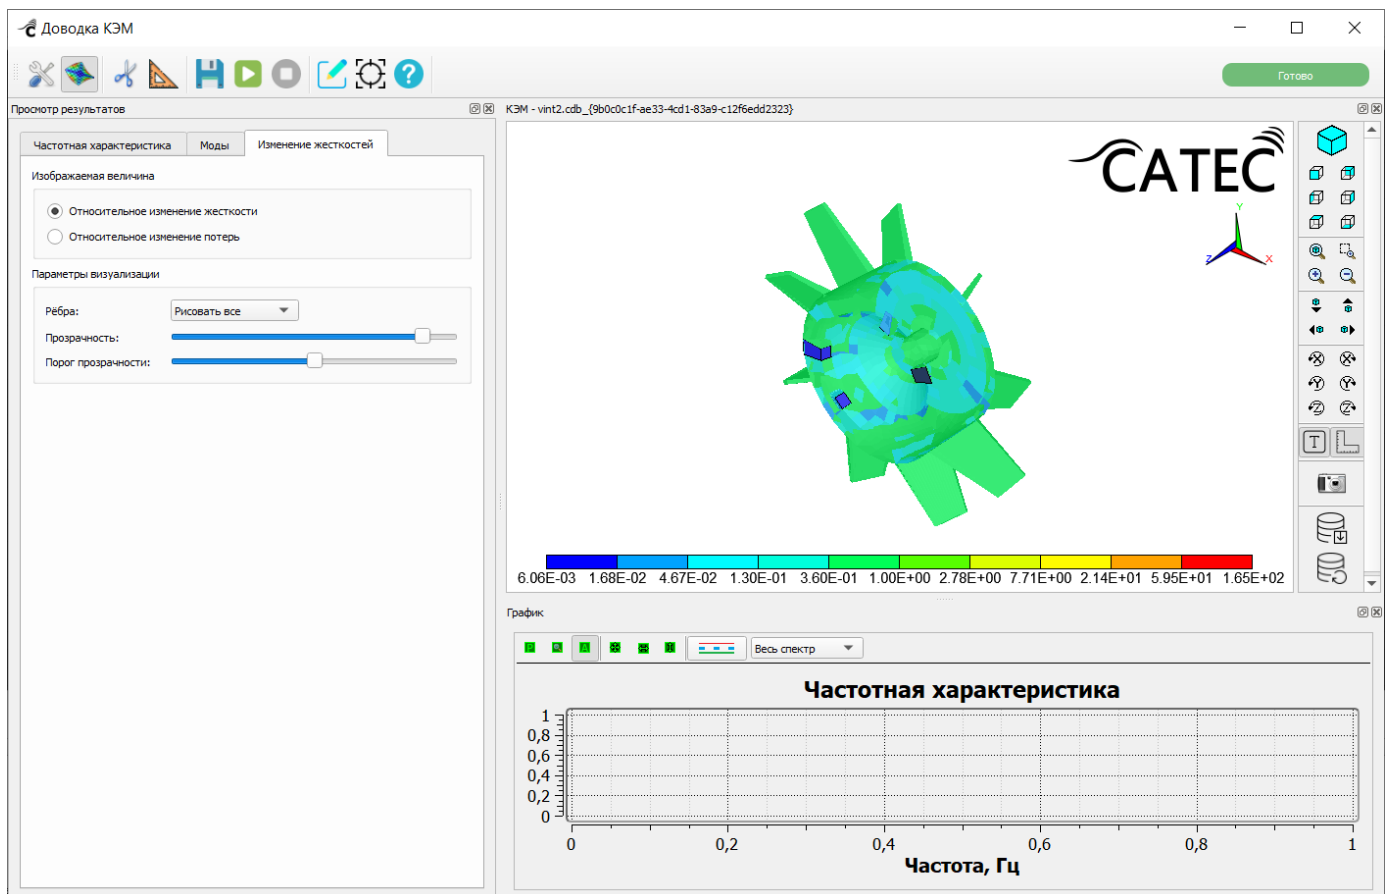 Доводка КЭМ
Готово
Просмотр результатов
Частотная характеристика
Моды
Изменение жесткостей
Изображаемая величина
Относительное изменение жесткости
Относительное изменение потерь
Параметры визуализации
Рёбра:
Рисовать все
Прозрачность:
Порог прозрачности:
КЭМ - vint2.cdb_{9b0c0c1f-ae33-4cd1-83a9-c12f6edd2323}
CATEC
Y
Z
X
6.06E-03 1.68E-02 4.67E-02 1.30E-01 3.60E-01 1.00E+00 2.78E+00 7.71E+00 2.14E+01 5.95E+01 1.65E+02
X X
Y Y
Z Z
T
График
P A
Весь спектр
Частотная характеристика
1
0,8
0,6
0,4
0,2
0
0 0,2 0,4 0,6 0,8 1
Частота, Гц